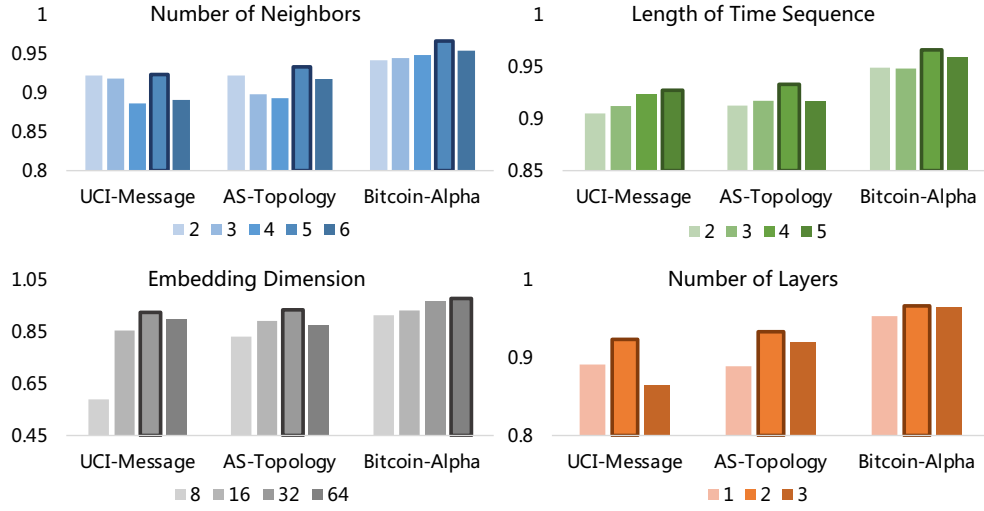 Number of Neighbors
1
0.95
0.9
0.85
0.8
UCI-Message AS-Topology Bitcoin-Alpha
2 3 4 5 6
Length of Time Sequence
1
0.95
0.9
0.85
UCI-Message AS-Topology Bitcoin-Alpha
2 3 4 5
Embedding Dimension
1.05
0.85
0.65
0.45
UCI-Message AS-Topology Bitcoin-Alpha
8 16 32 64
Number of Layers
1
0.9
0.8
UCI-Message AS-Topology Bitcoin-Alpha
1 2 3